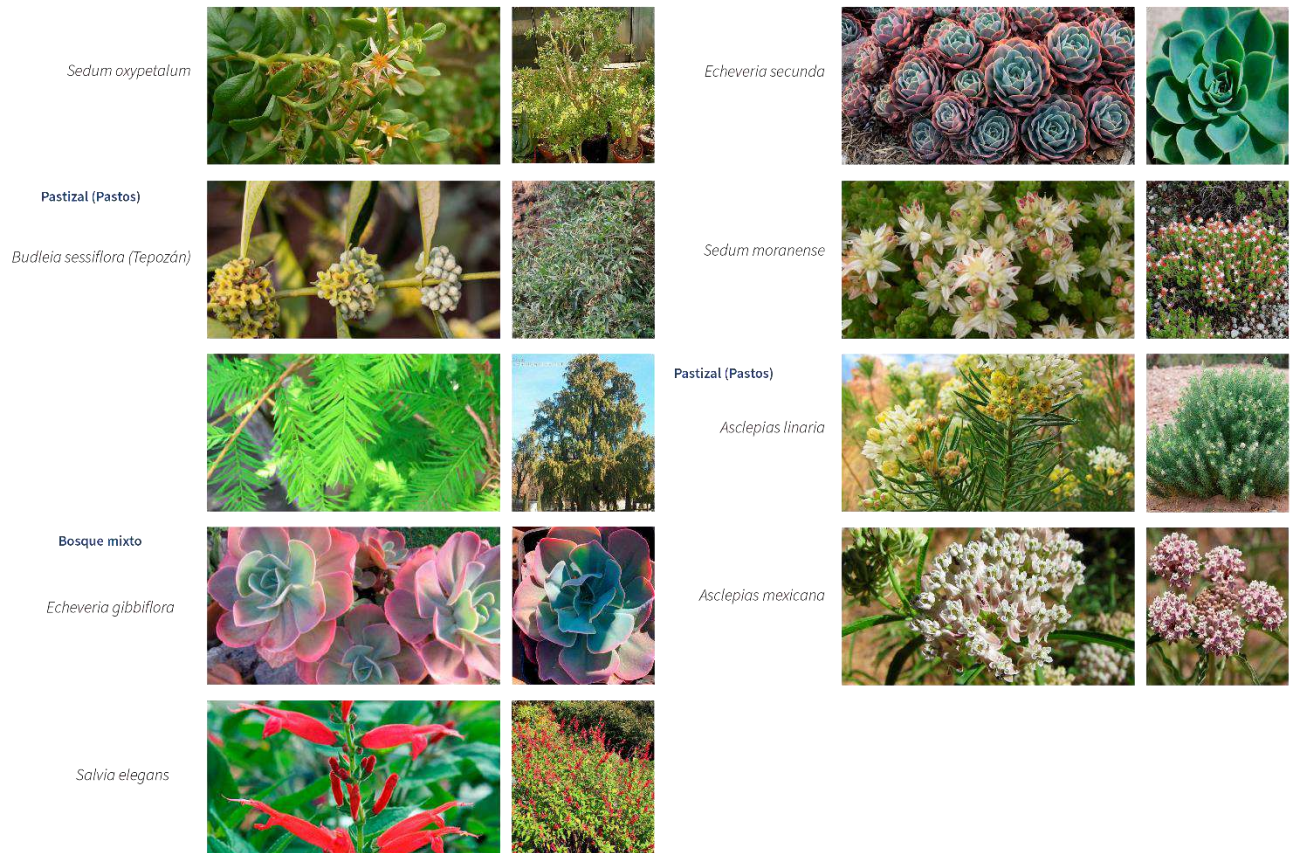 Sedum oxypetalum
Pastizal (Pastos)
Budleia sessiflora (Tepozán)
Bosque mixto
Echeveria gibbiflora
Salvia elegans
Echeveria secunda
Sedum moranense
Pastizal (Pastos)
Asclepias linaria
Asclepias mexicana